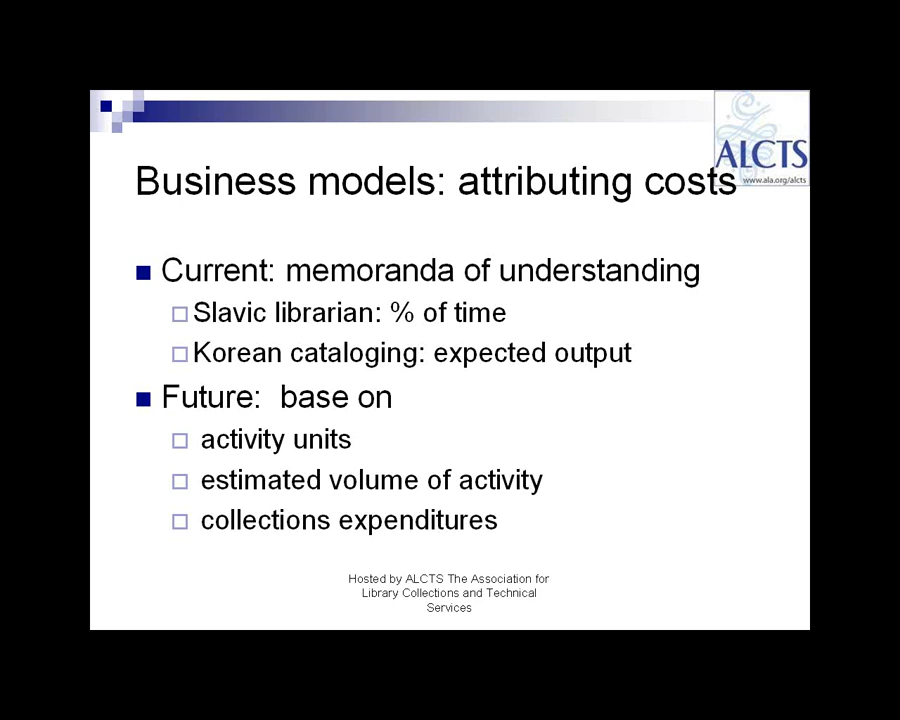 ALCTS
www.ala.org/alcts
Business models: attributing costs
Current: memoranda of understanding
Slavic librarian: % of time
Korean cataloging: expected output
Future: base on
activity units
estimated volume of activity
collections expenditures
Hosted by ALCTS The Association for
Library Collections and Technical
Services